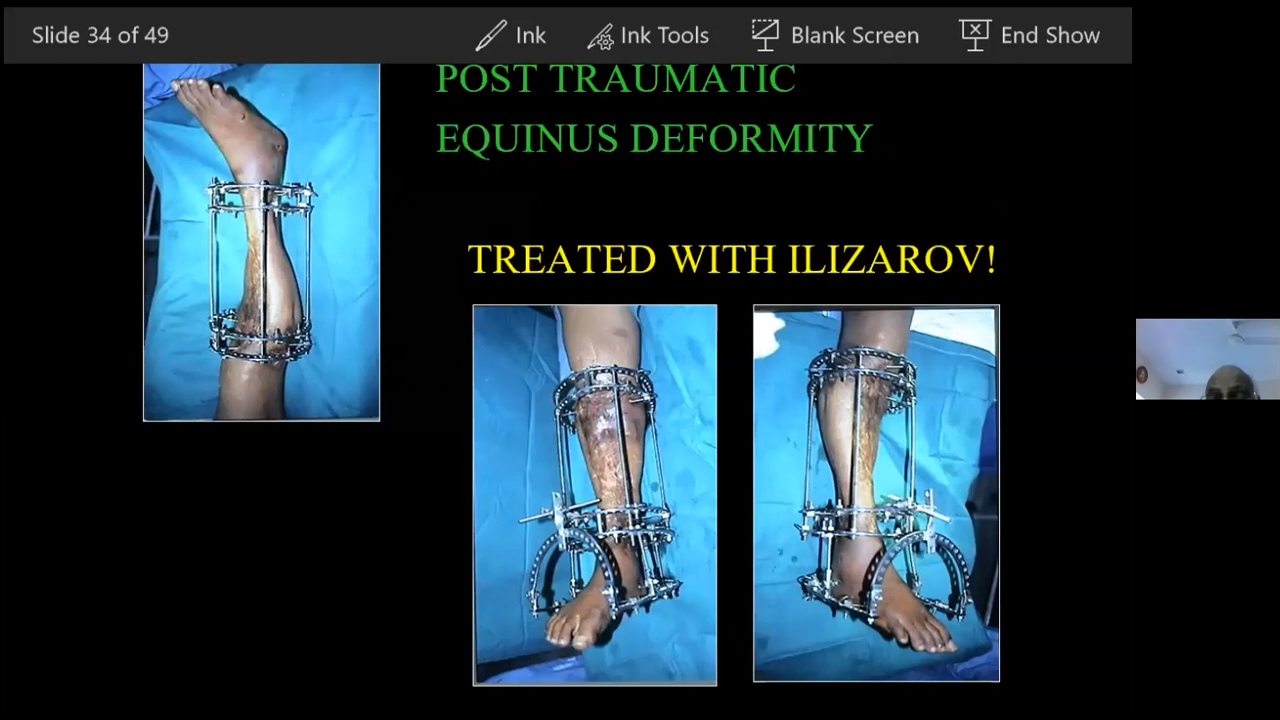 Slide 34 of 49
Ink
Ink Tools
Blank Screen
End Show
POST TRAUMATIC
EQUINUS DEFORMITY
TREATED WITH ILIZAROV!